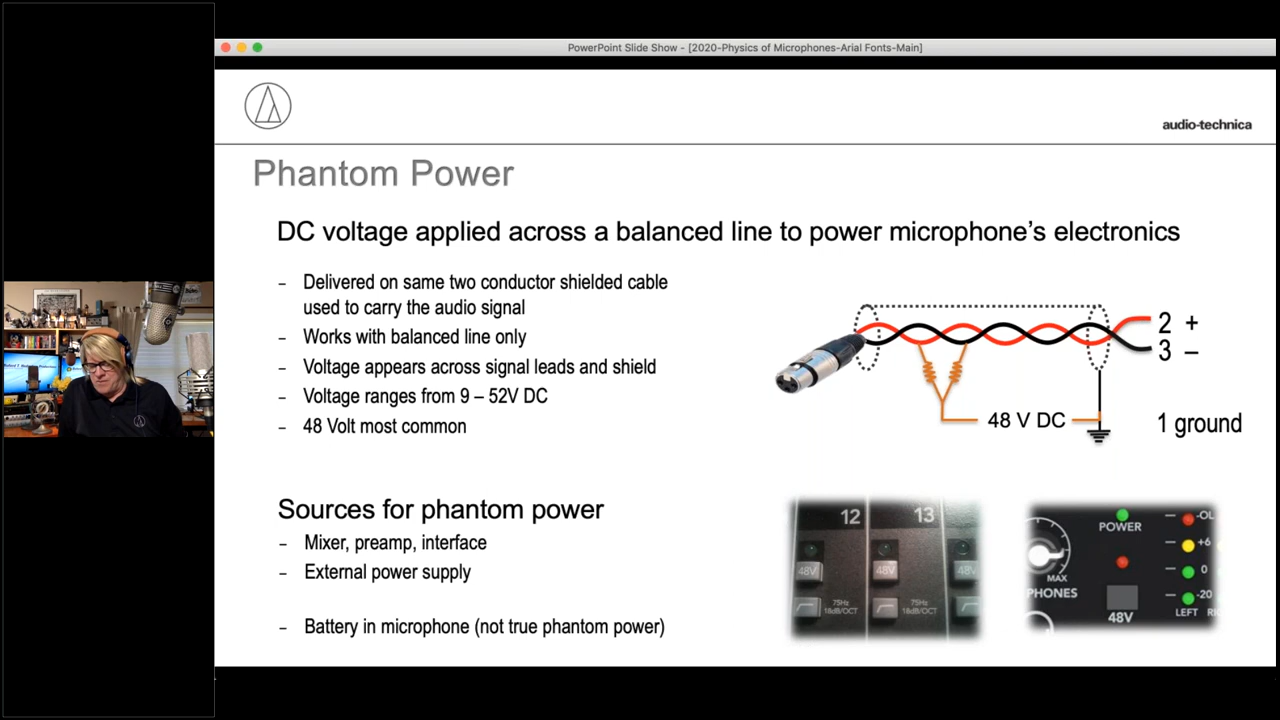 PowerPoint Slide Show - [2020-Physics of Microphones-Arial Fonts-Main]
audio-technica
Phantom Power
DC voltage applied across a balanced line to power microphone's electronics
– Delivered on same two conductor shielded cable
used to carry the audio signal
– Works with balanced line only
– Voltage appears across signal leads and shield
– Voltage ranges from 9 – 52V DC
– 48 Volt most common
2 +
3 –
48 V DC
1 ground
Sources for phantom power
– Mixer, preamp, interface
– External power supply
– Battery in microphone (not true phantom power)
12 13
48V 48V 48V
75Hz 75Hz
18dB/OCT 18dB/OCT
POWER
MAX
PHONES
48V
-OL
+6
0
-20
LEFT